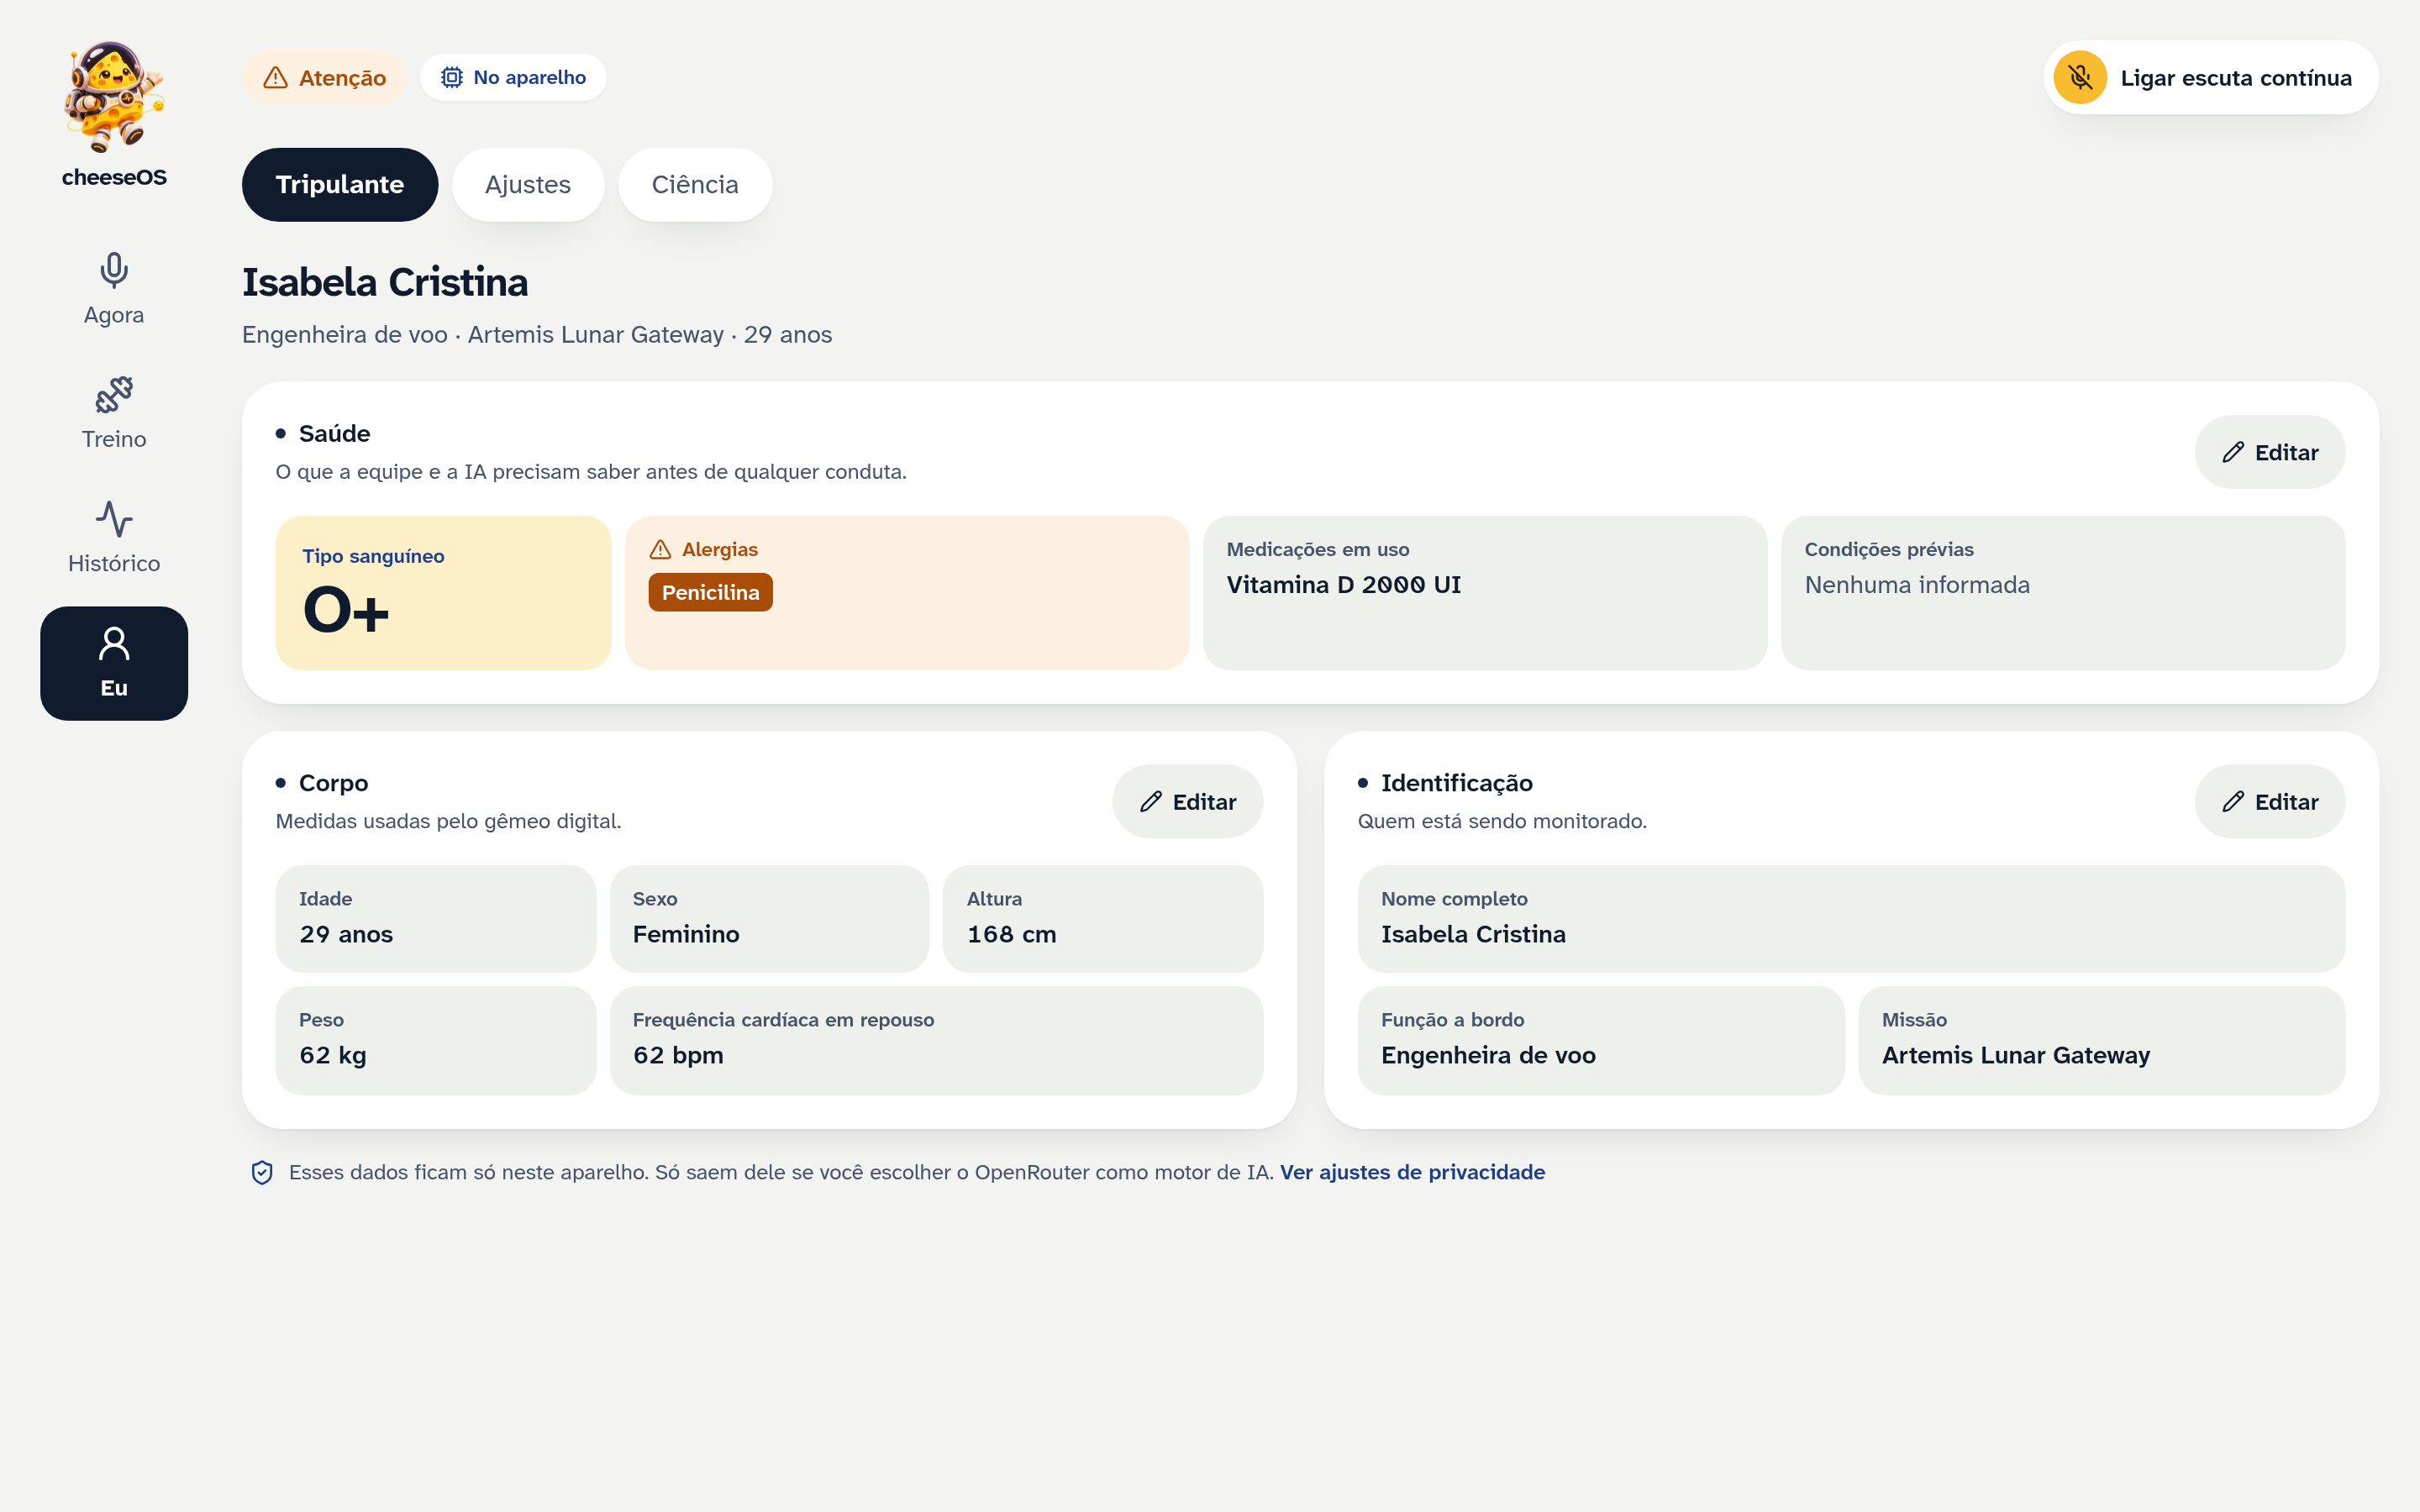 cheeseOS
Agora
Treino
Histórico
Eu
Atenção
No aparelho
Ligar escuta contínua
Tripulante
Ajustes
Ciência
Isabela Cristina
Engenheira de voo · Artemis Lunar Gateway · 29 anos
Saúde
O que a equipe e a IA precisam saber antes de qualquer conduta.
Editar
Tipo sanguíneo
O+
Alergias
Penicilina
Medicações em uso
Vitamina D 2000 UI
Condições prévias
Nenhuma informada
Corpo
Medidas usadas pelo gêmeo digital.
Editar
Idade
29 anos
Sexo
Feminino
Altura
168 cm
Peso
62 kg
Frequência cardíaca em repouso
62 bpm
Identificação
Quem está sendo monitorado.
Editar
Nome completo
Isabela Cristina
Função a bordo
Engenheira de voo
Missão
Artemis Lunar Gateway
Esses dados ficam só neste aparelho. Só saem dele se você escolher o OpenRouter como motor de IA. Ver ajustes de privacidade